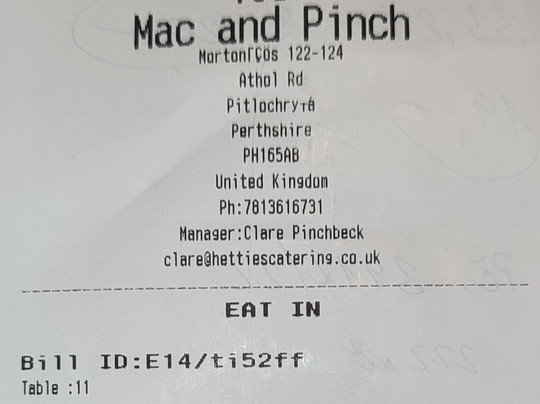 Mac and Pinch
MortonΓÇÖs 122-124
Athol Rd
Pitlochry
Perthshire
PH165AB
United Kingdom
Ph:7813616731
Manager:Clare Pinchbeck
clare@hettiescatering.co.uk
EAT IN
Bill ID:E14/ti52ff
Table :11